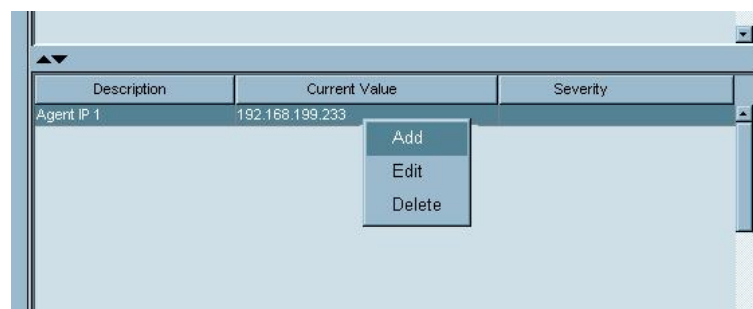 Description Current Value Severity
Agent IP 1 192.168.199.233
Add
Edit
Delete